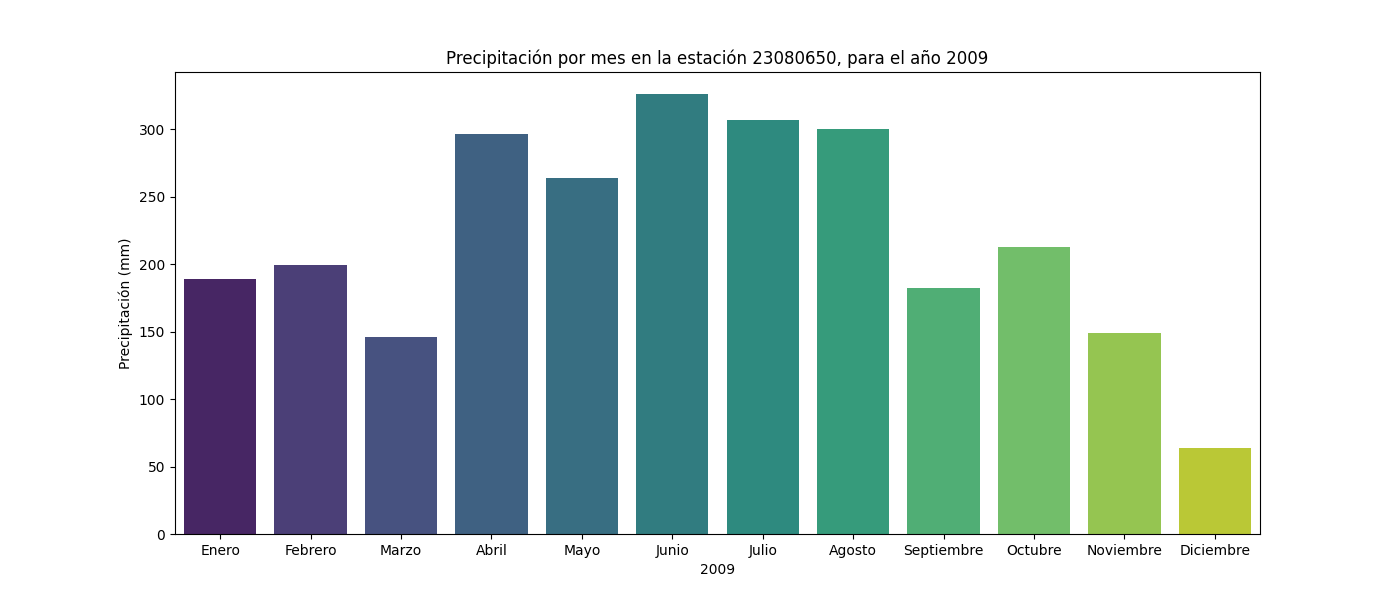 Precipitación por mes en la estación 23080650, para el año 2009
Precipitación (mm)
300
250
200
150
100
50
0
Enero Febrero Marzo Abril Mayo Junio Julio Agosto Septiembre Octubre Noviembre Diciembre
2009